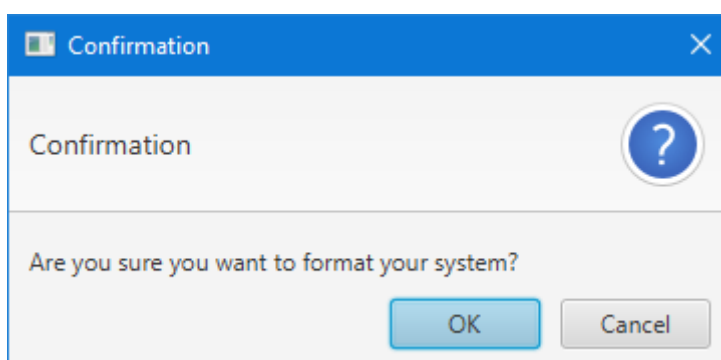 Confirmation
Confirmation
?
Are you sure you want to format your system?
OK Cancel